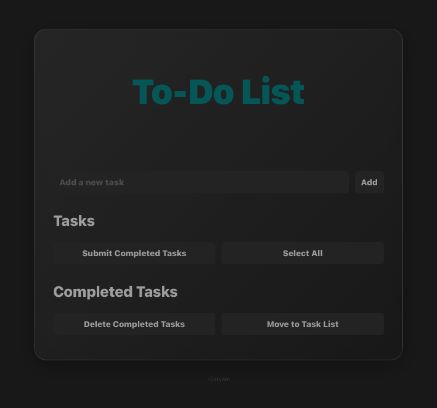 To-Do List
Add a new task
Add
Tasks
Submit Completed Tasks
Select All
Completed Tasks
Delete Completed Tasks
Move to Task List